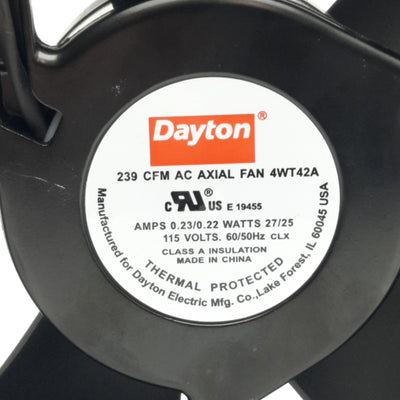 Dayton®
239 CFM AC AXIAL FAN 4WT42A
c RU® US E 19455
AMPS 0.23/0.22 WATTS 27/25
115 VOLTS. 60/50Hz CLX
CLASS A INSULATION
MADE IN CHINA
THERMAL PROTECTED
Manufactured for Dayton Electric Mfg. Co.,Lake Forest, IL 60045 USA